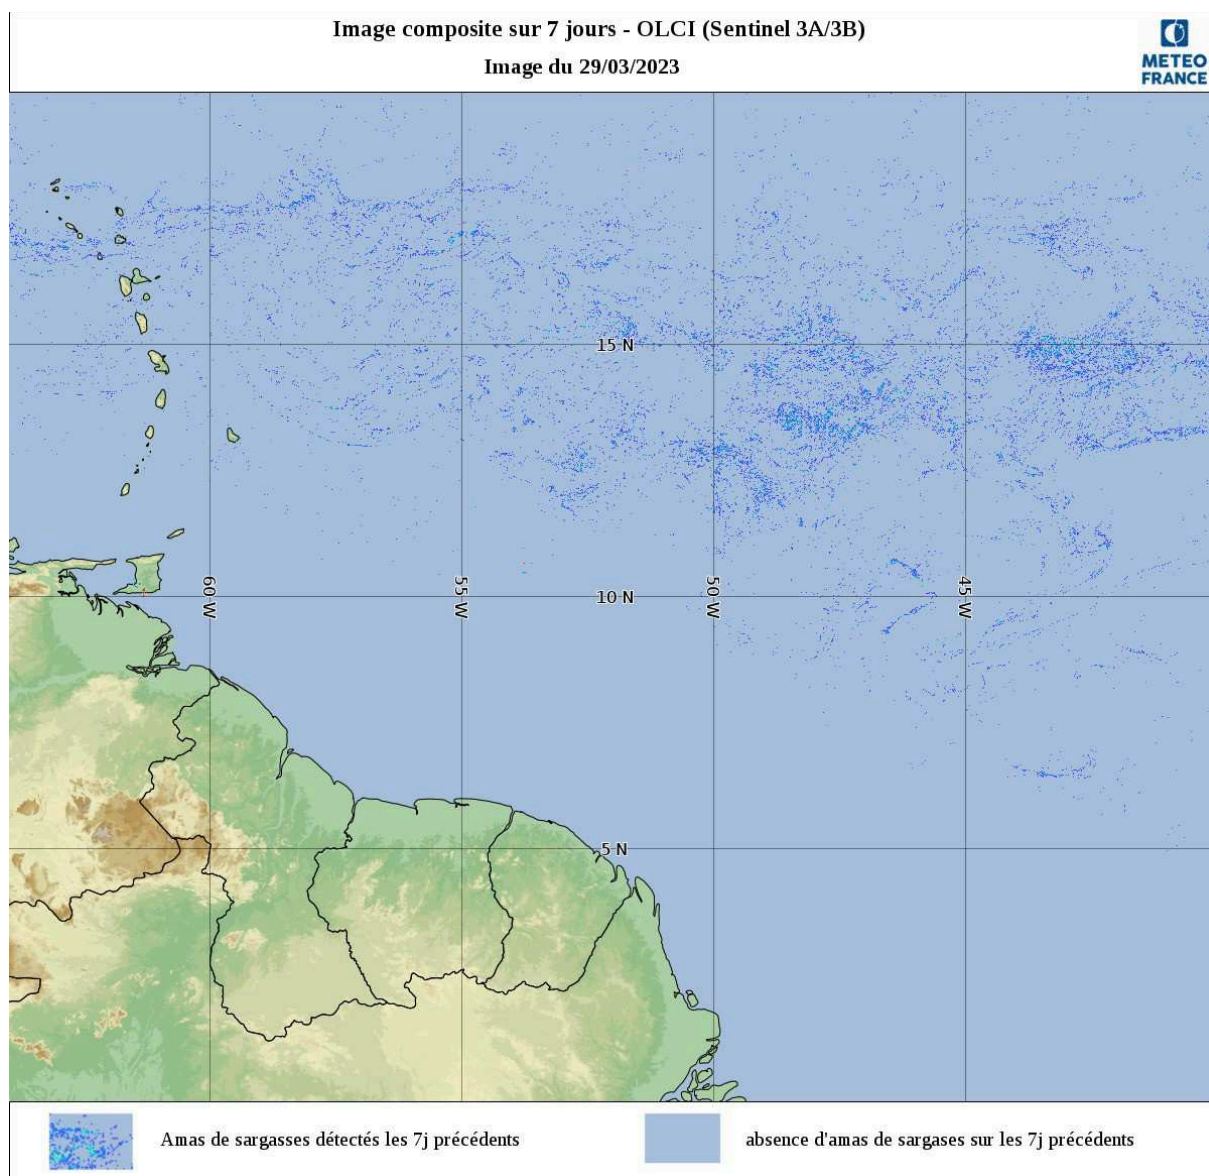 Image composite sur 7 jours - OLCI (Sentinel 3A/3B)
Image du 29/03/2023
METEO
FRANCE
15 N
60 W
55 W
10 N
50 W
45 W
5 N
Amas de sargasses détectés les 7j précédents
absence d'amas de sargases sur les 7j précédents